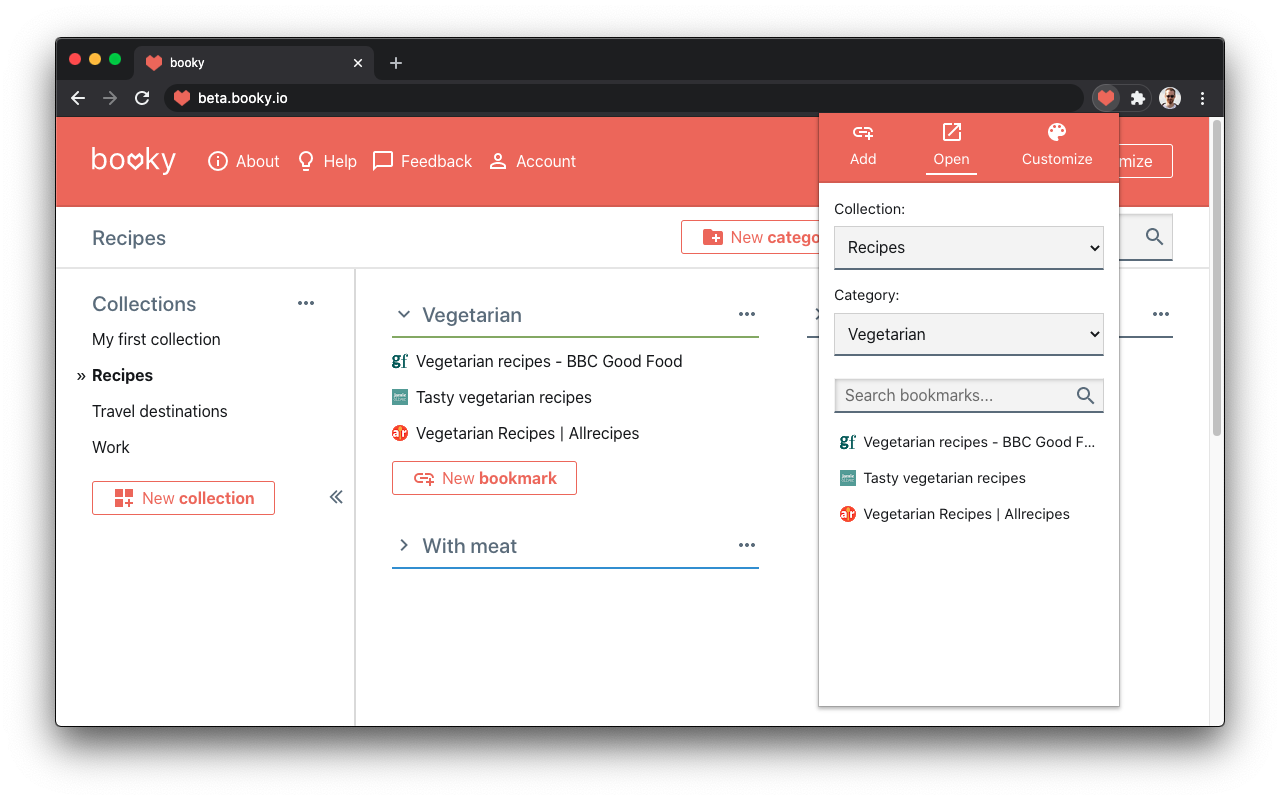 booky
beta.booky.io
booky
About
Help
Feedback
Account
mize
Add
Open
Customize
Recipes
New catego
Collection:
Recipes
Category:
Vegetarian
Search bookmarks...
gf Vegetarian recipes - BBC Good F...
Tasty vegetarian recipes
ar Vegetarian Recipes | Allrecipes
Collections
My first collection
» Recipes
Travel destinations
Work
New collection
Vegetarian
gf Vegetarian recipes - BBC Good Food
Tasty vegetarian recipes
ar Vegetarian Recipes | Allrecipes
New bookmark
With meat